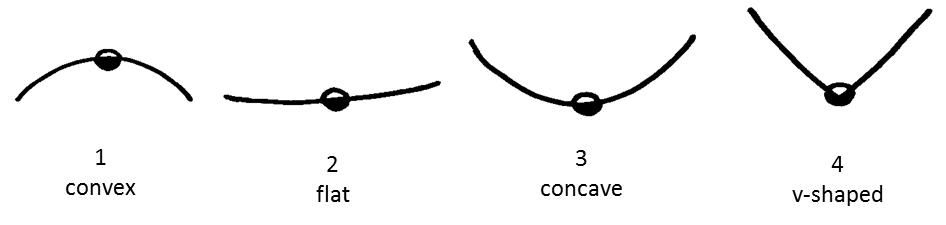 1
convex
2
flat
3
concave
4
v-shaped